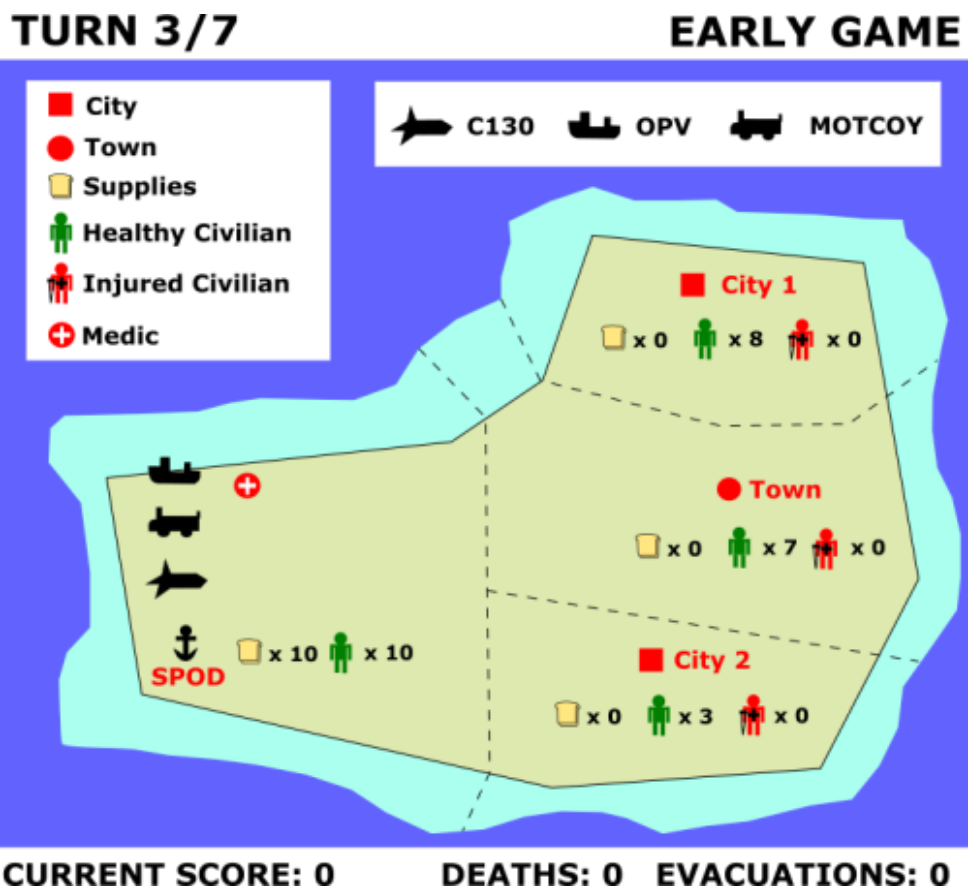 TURN 3/7 EARLY GAME
City
Town
Supplies
Healthy Civilian
Injured Civilian
Medic
C130 OPV MOTCOY
City 1
x 0 x 8 x 0
Town
x 0 x 7 x 0
SPOD
x 10 x 10
City 2
x 0 x 3 x 0
CURRENT SCORE: 0 DEATHS: 0 EVACUATIONS: 0